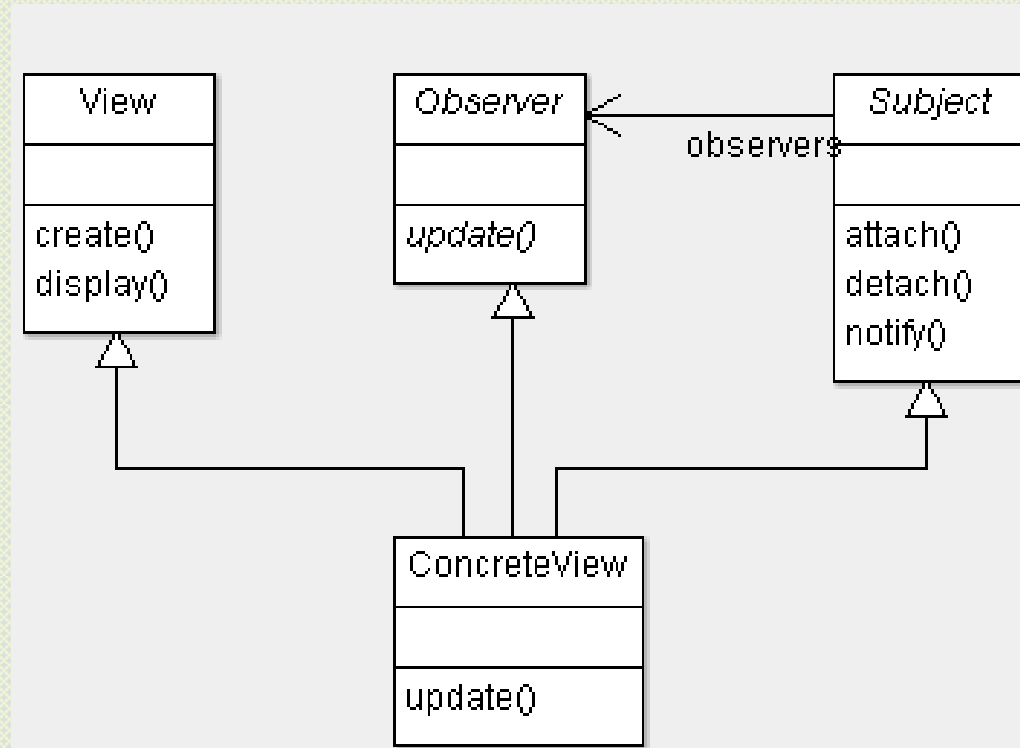 View
create()
display()
Observer
update()
observers
Subject
attach()
detach()
notify()
ConcreteView
update()